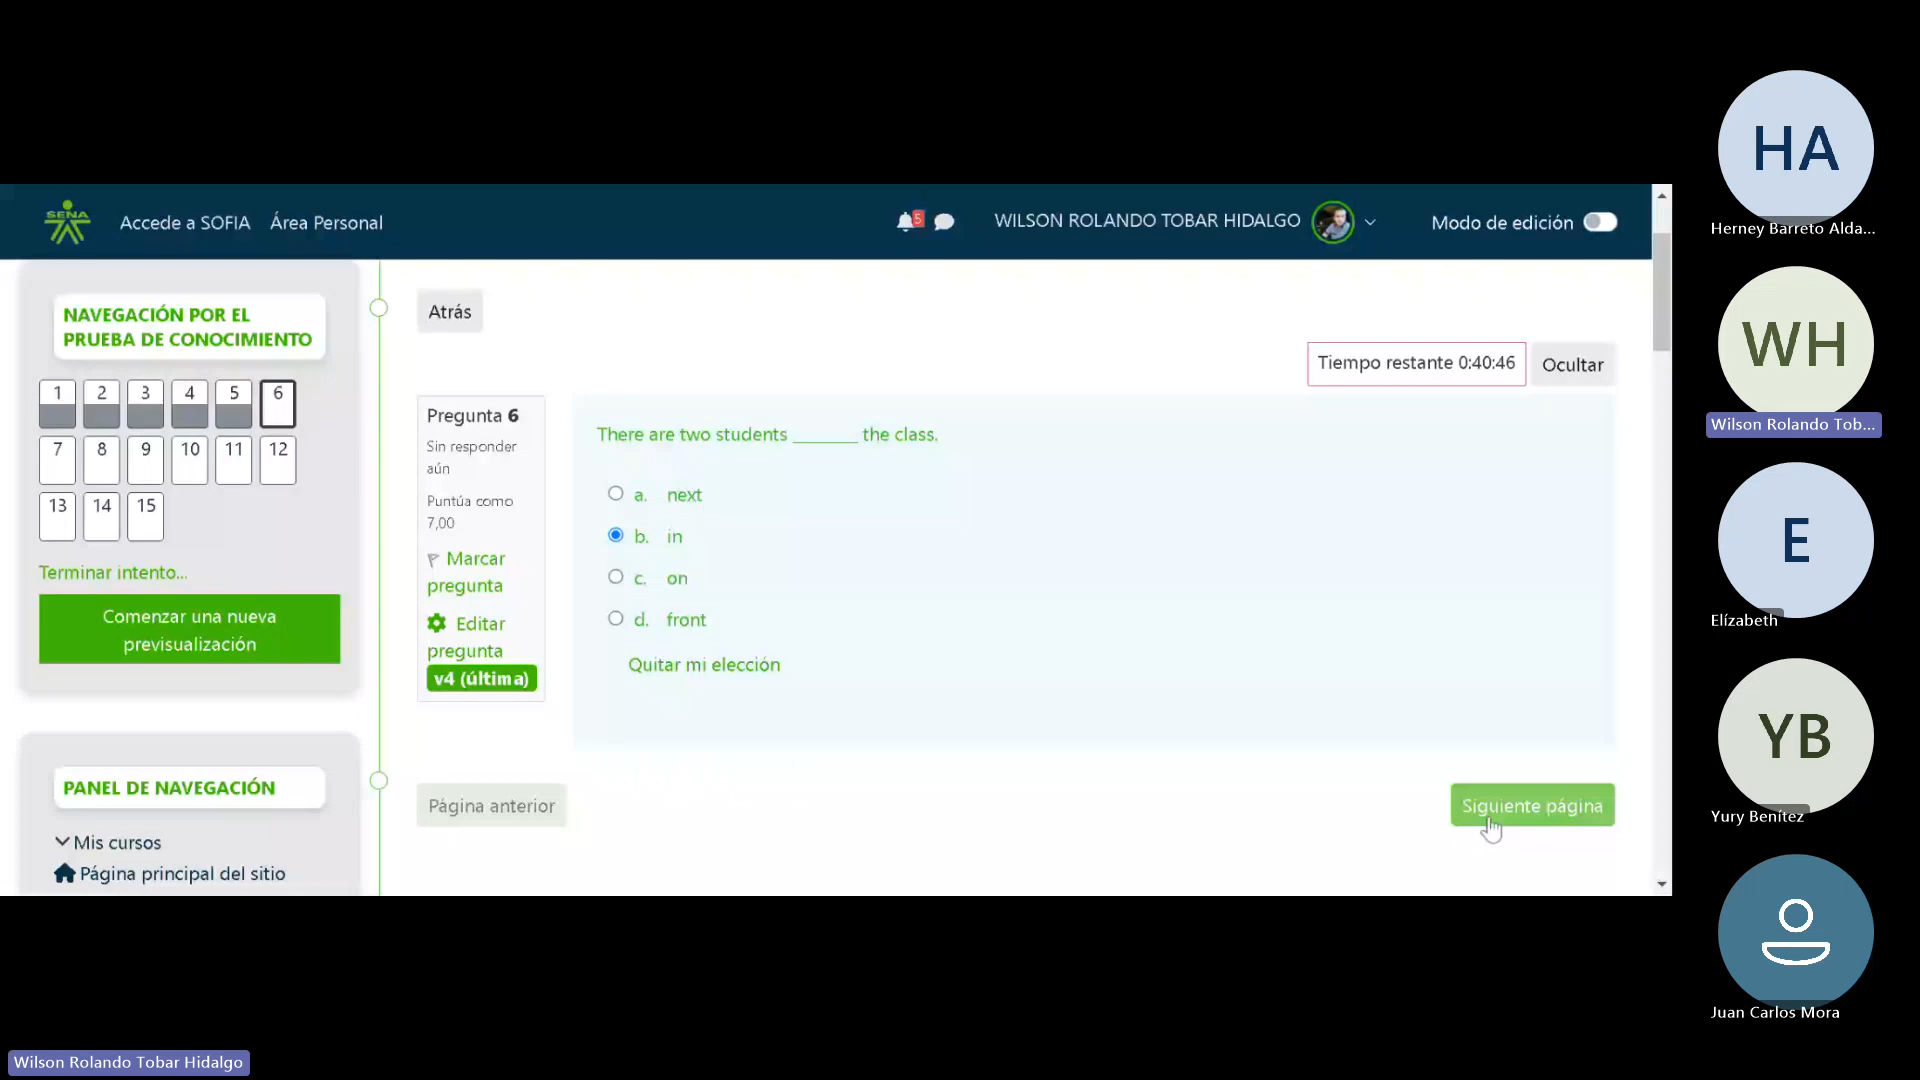 SENA
Accede a SOFIA
Área Personal
5
WILSON ROLANDO TOBAR HIDALGO
Modo de edición
NAVEGACIÓN POR EL
PRUEBA DE CONOCIMIENTO
1 2 3 4 5 6
7 8 9 10 11 12
13 14 15
Terminar intento...
Comenzar una nueva
previsualización
PANEL DE NAVEGACIÓN
Mis cursos
Página principal del sitio
Atrás
Tiempo restante 0:40:46
Ocultar
Pregunta 6
Sin responder
aún
Puntúa como
7,00
Marcar
pregunta
Editar
pregunta
v4 (última)
There are two students _______ the class.
a. next
b. in
c. on
d. front
Quitar mi elección
Página anterior
Siguiente página
HA
Herney Barreto Alda...
WH
Wilson Rolando Tob...
E
Elízabeth
YB
Yury Benítez
Juan Carlos Mora
Wilson Rolando Tobar Hidalgo